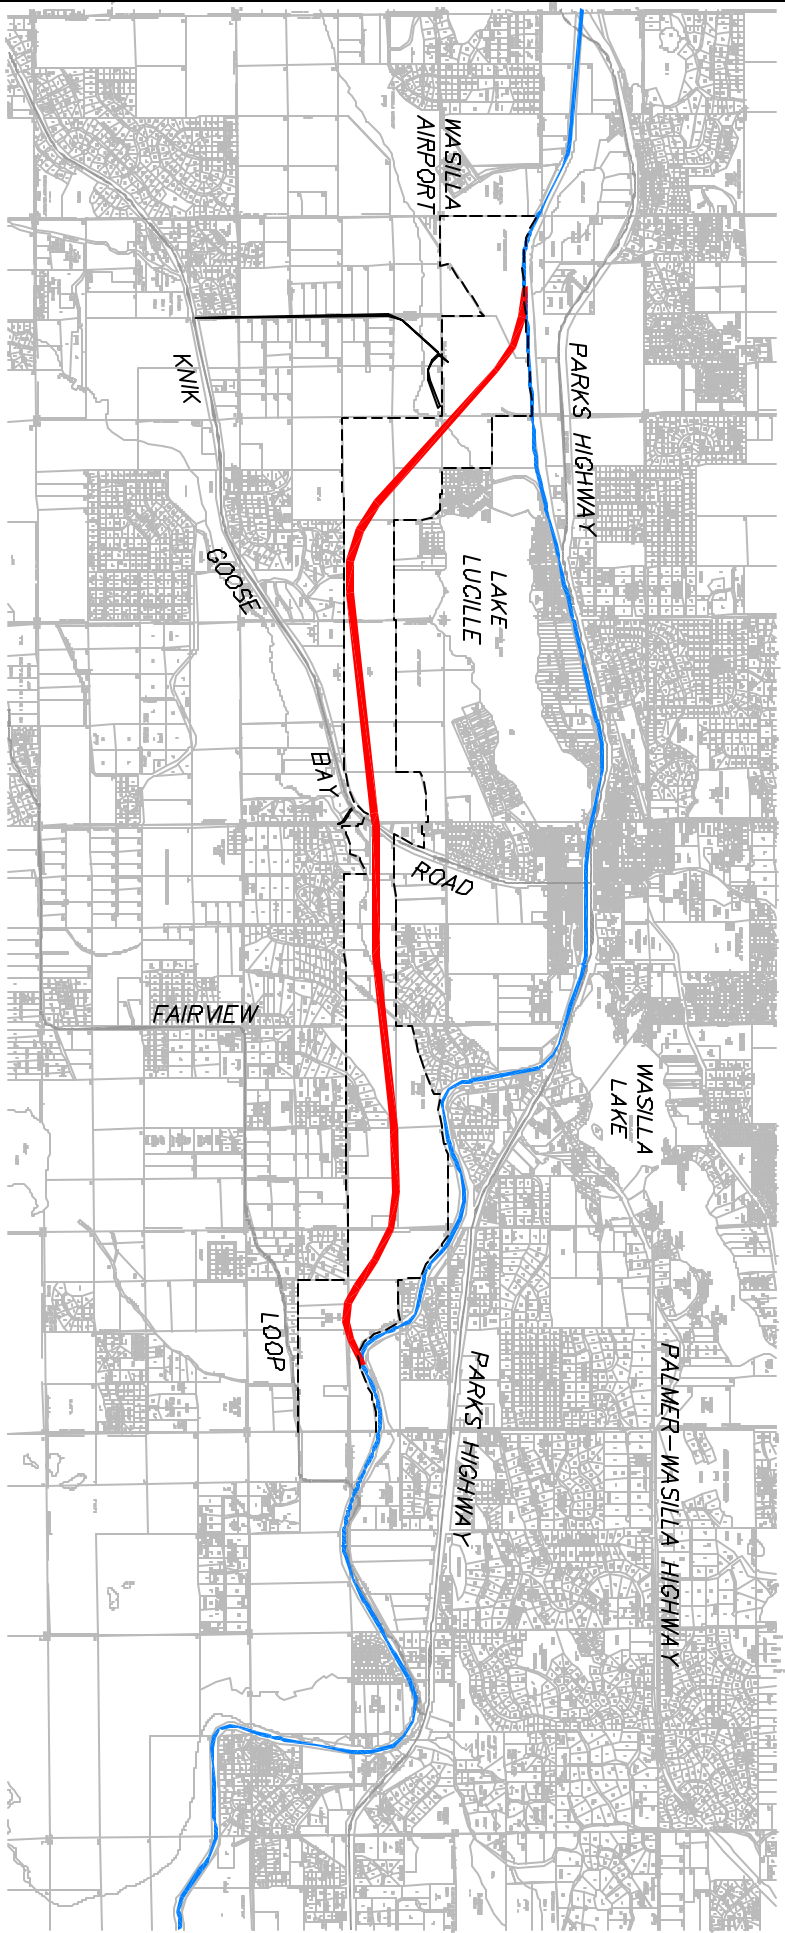 WASILLA
AIRPORT
PARKS HIGHWAY
KNIK
GOOSE
BAY
ROAD
LAKE
LUCILLE
FAIRVIEW
LOOP
WASILLA
LAKE
PARKS HIGHWAY
PALMER-WASILLA HIGHWAY